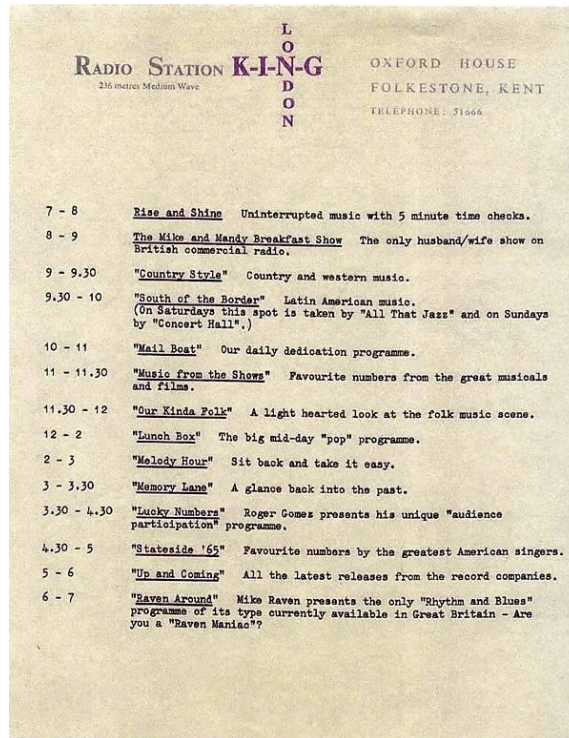 LONDON
RADIO STATION K-I-N-G
236 metres Medium Wave
OXFORD HOUSE
FOLKESTONE, KENT
TELEPHONE: 51666
7 - 8 Rise and Shine Uninterrupted music with 5 minute time checks.
8 - 9 The Mike and Mandy Breakfast Show The only husband/wife show on
British commercial radio.
9 - 9.30 "Country Style" Country and western music.
9.30 - 10 "South of the Border" Latin American music.
(On Saturdays this spot is taken by "All That Jazz" and on Sundays
by "Concert Hall".)
10 - 11 "Mail Boat" Our daily dedication programme.
11 - 11.30 "Music from the Shows" Favourite numbers from the great musicals
and films.
11.30 - 12 "Our Kinda Folk" A light hearted look at the folk music scene.
12 - 2 "Lunch Box" The big mid-day "pop" programme.
2 - 3 "Melody Hour" Sit back and take it easy.
3 - 3.30 "Memory Lane" A glance back into the past.
3.30 - 4.30 "Lucky Numbers" Roger Gomez presents his unique "audience
participation" programme.
4.30 - 5 "Stateside '65" Favourite numbers by the greatest American singers.
5 - 6 "Up and Coming" All the latest releases from the record companies.
6 - 7 "Raven Around" Mike Raven presents the only "Rhythm and Blues"
programme of its type currently available in Great Britain - Are
you a "Raven Maniac"?